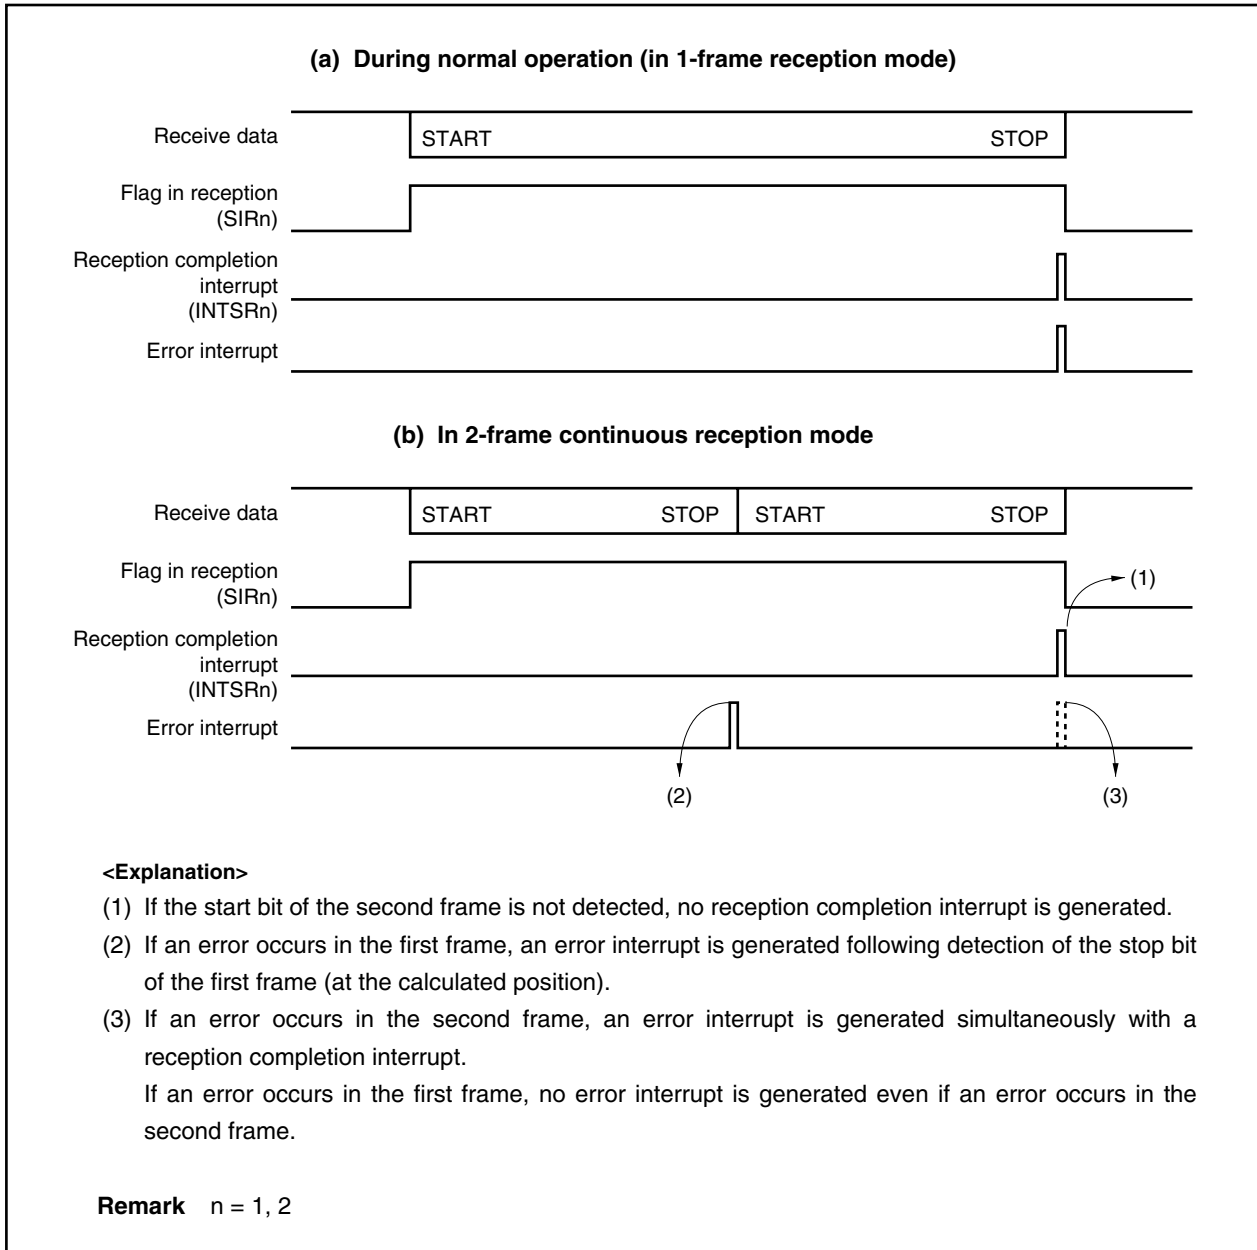 (a) During normal operation (in 1-frame reception mode)
Receive data
START
STOP
Flag in reception
(SIRn)
Reception completion
interrupt
(INTSRn)
Error interrupt
(b) In 2-frame continuous reception mode
Receive data
START
STOP
START
STOP
Flag in reception
(SIRn)
(1)
Reception completion
interrupt
(INTSRn)
Error interrupt
(2)
(3)
<Explanation>
(1) If the start bit of the second frame is not detected, no reception completion interrupt is generated.
(2) If an error occurs in the first frame, an error interrupt is generated following detection of the stop bit
of the first frame (at the calculated position).
(3) If an error occurs in the second frame, an error interrupt is generated simultaneously with a
reception completion interrupt.
If an error occurs in the first frame, no error interrupt is generated even if an error occurs in the
second frame.
Remark n = 1, 2